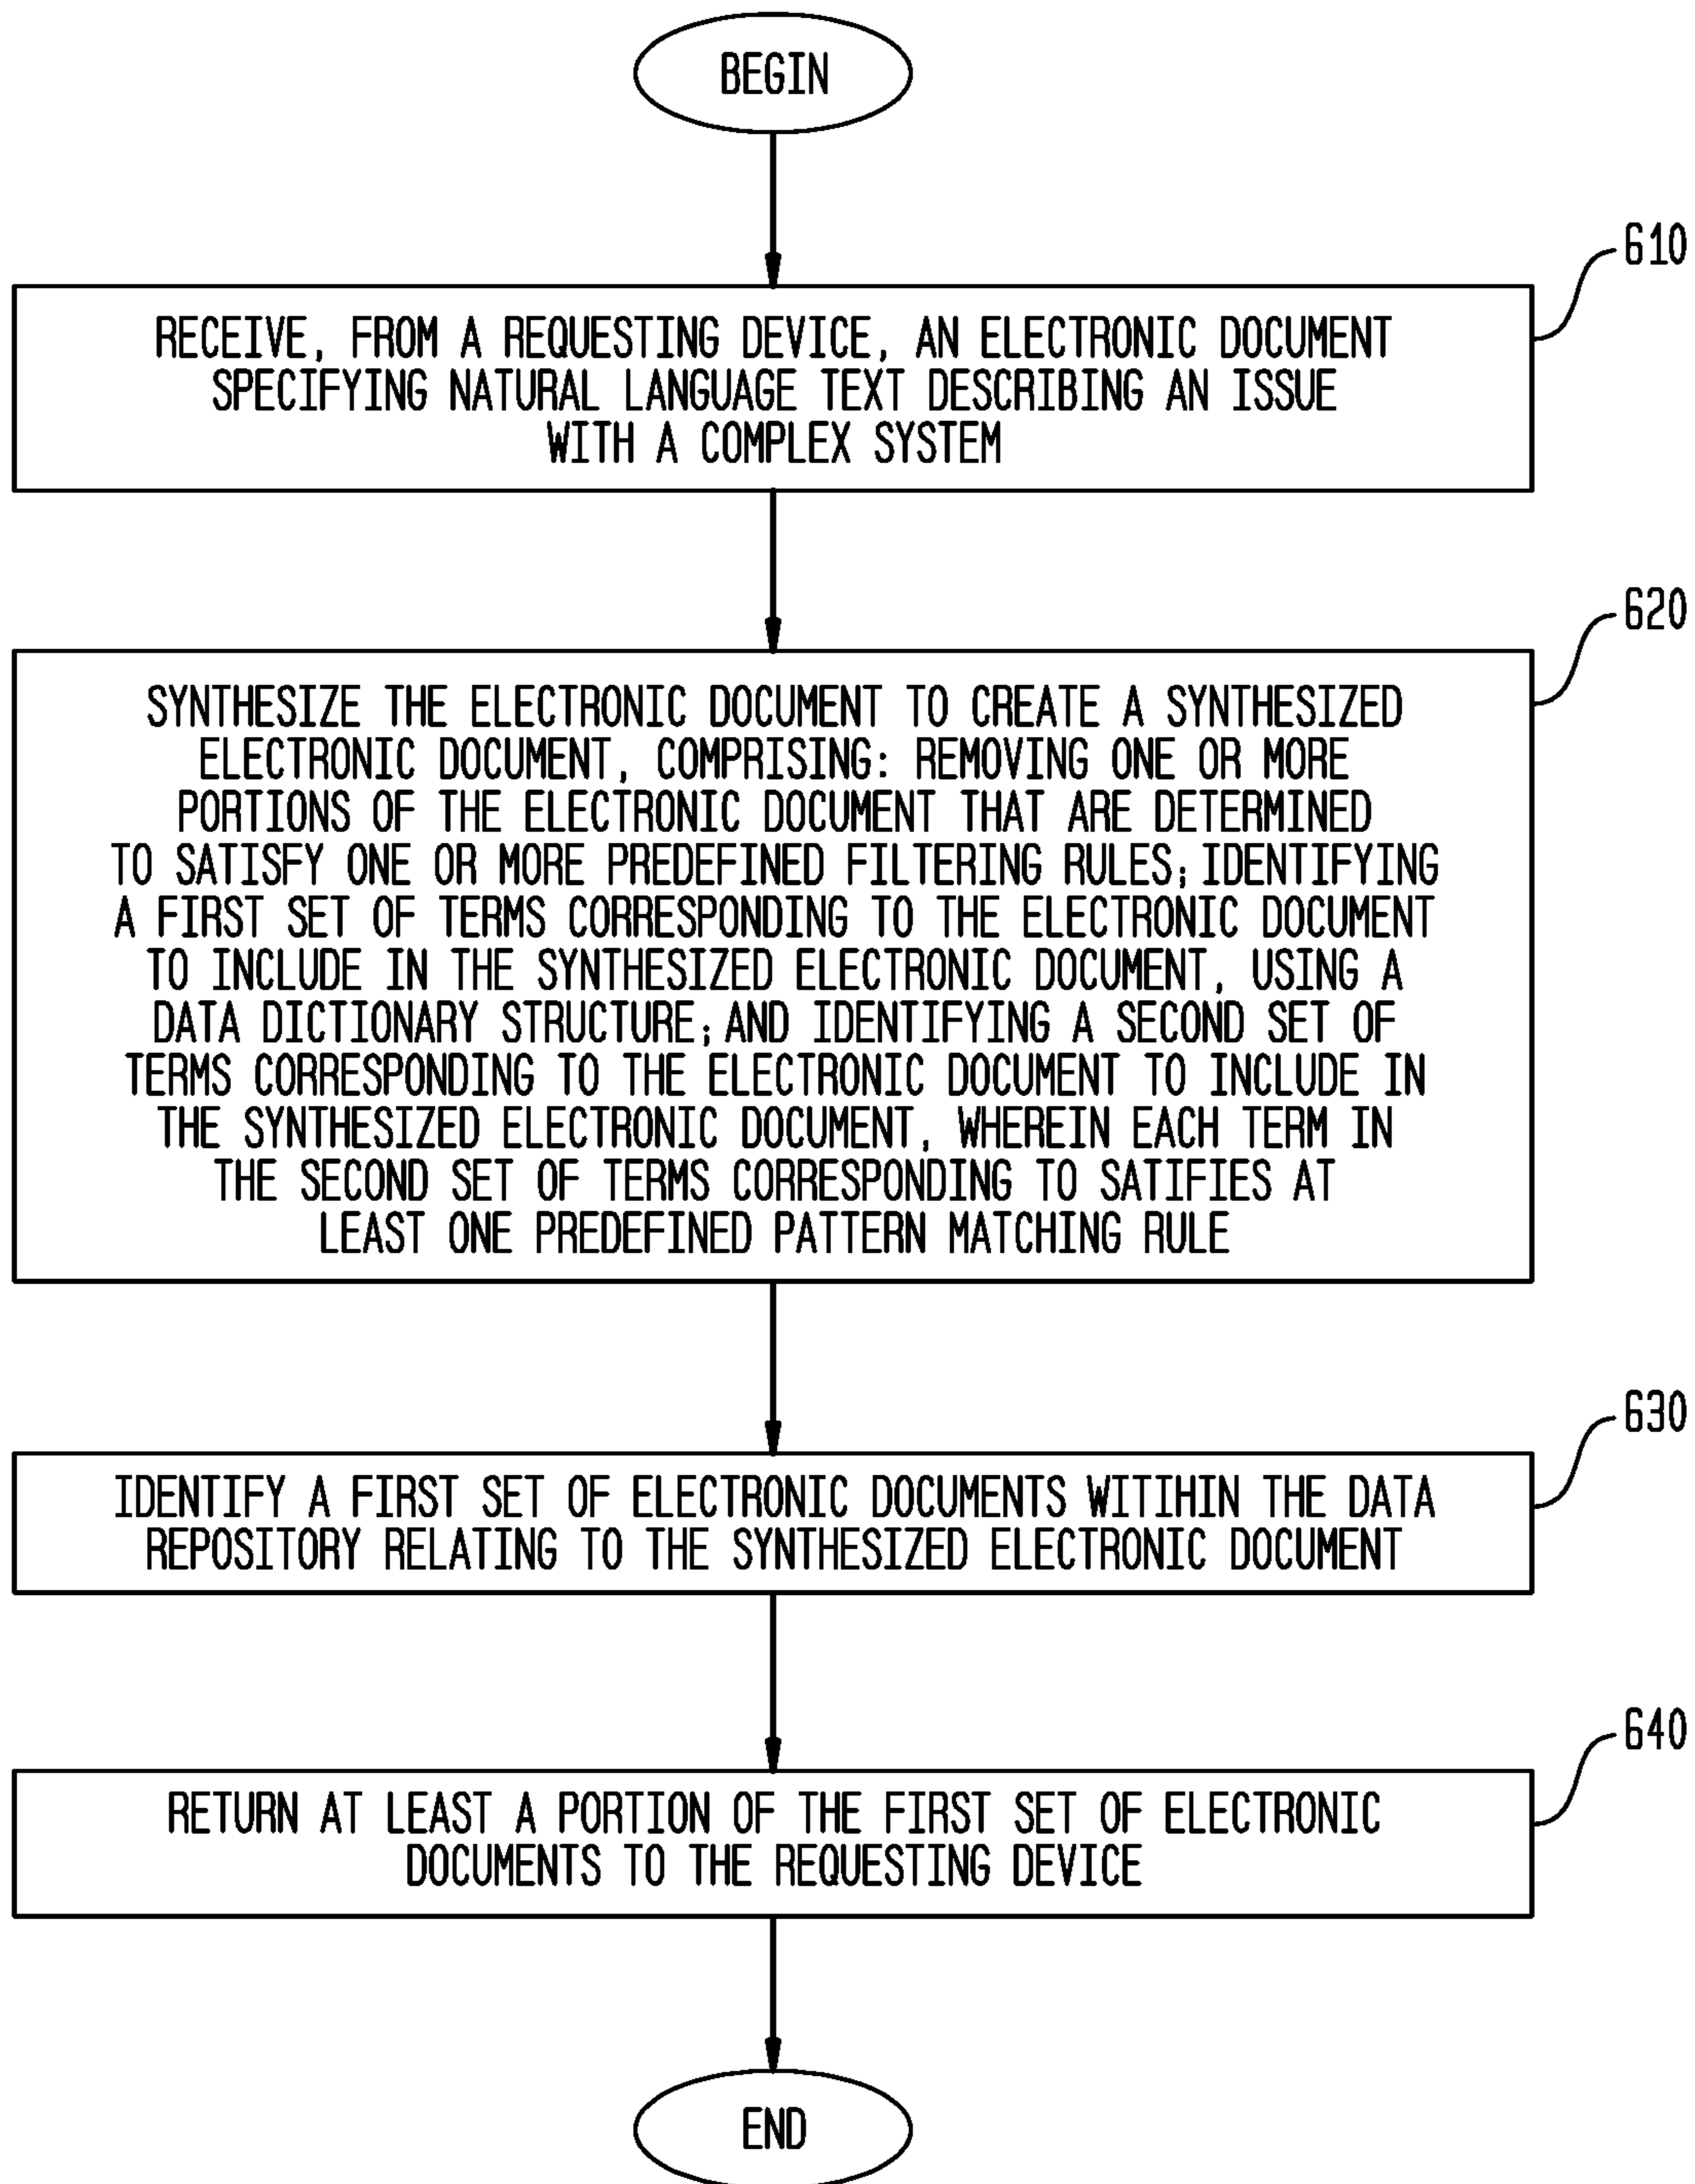 BEGIN
610
RECEIVE, FROM A REQUESTING DEVICE, AN ELECTRONIC DOCUMENT
SPECIFYING NATURAL LANGUAGE TEXT DESCRIBING AN ISSUE
WITH A COMPLEX SYSTEM
620
SYNTHESIZE THE ELECTRONIC DOCUMENT TO CREATE A SYNTHESIZED
ELECTRONIC DOCUMENT, COMPRISING: REMOVING ONE OR MORE
PORTIONS OF THE ELECTRONIC DOCUMENT THAT ARE DETERMINED
TO SATISFY ONE OR MORE PREDEFINED FILTERING RULES; IDENTIFYING
A FIRST SET OF TERMS CORRESPONDING TO THE ELECTRONIC DOCUMENT
TO INCLUDE IN THE SYNTHESIZED ELECTRONIC DOCUMENT, USING A
DATA DICTIONARY STRUCTURE; AND IDENTIFYING A SECOND SET OF
TERMS CORRESPONDING TO THE ELECTRONIC DOCUMENT TO INCLUDE IN
THE SYNTHESIZED ELECTRONIC DOCUMENT, WHEREIN EACH TERM IN
THE SECOND SET OF TERMS CORRESPONDING TO SATIFIES AT
LEAST ONE PREDEFINED PATTERN MATCHING RULE
630
IDENTIFY A FIRST SET OF ELECTRONIC DOCUMENTS WITIHIN THE DATA
REPOSITORY RELATING TO THE SYNTHESIZED ELECTRONIC DOCUMENT
640
RETURN AT LEAST A PORTION OF THE FIRST SET OF ELECTRONIC
DOCUMENTS TO THE REQUESTING DEVICE
END